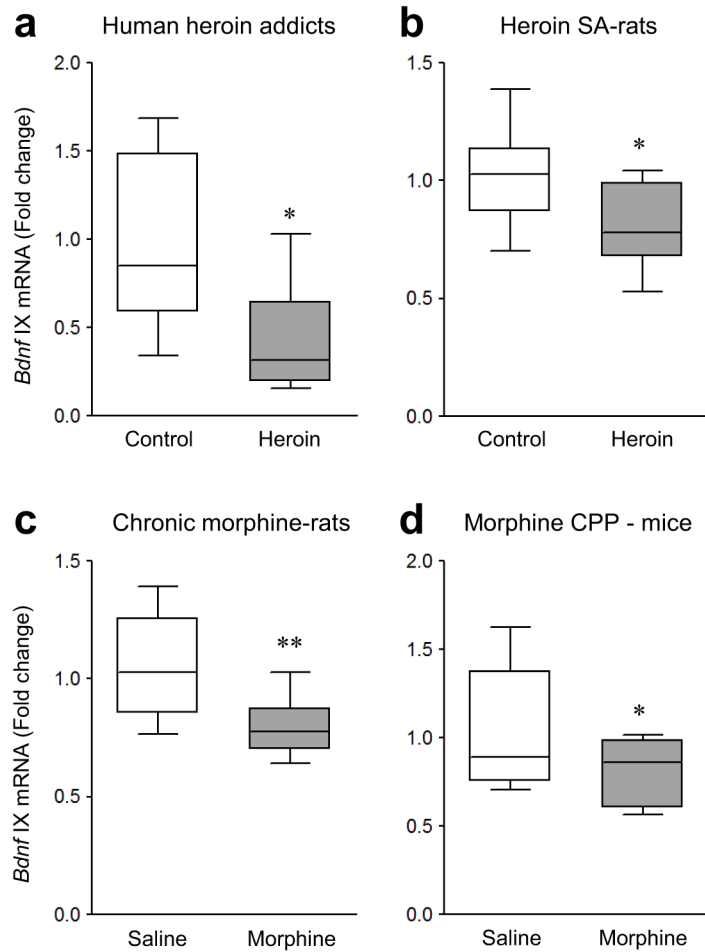 a Human heroin addicts
Bdnf IX mRNA (Fold change)
2.0
1.5
1.0
0.5
0.0
*
Control Heroin
b Heroin SA-rats
1.5
1.0
0.5
0.0
*
Control Heroin
c Chronic morphine-rats
Bdnf IX mRNA (Fold change)
1.5
1.0
0.5
0.0
**
Saline Morphine
d Morphine CPP - mice
2.0
1.5
1.0
0.5
0.0
*
Saline Morphine